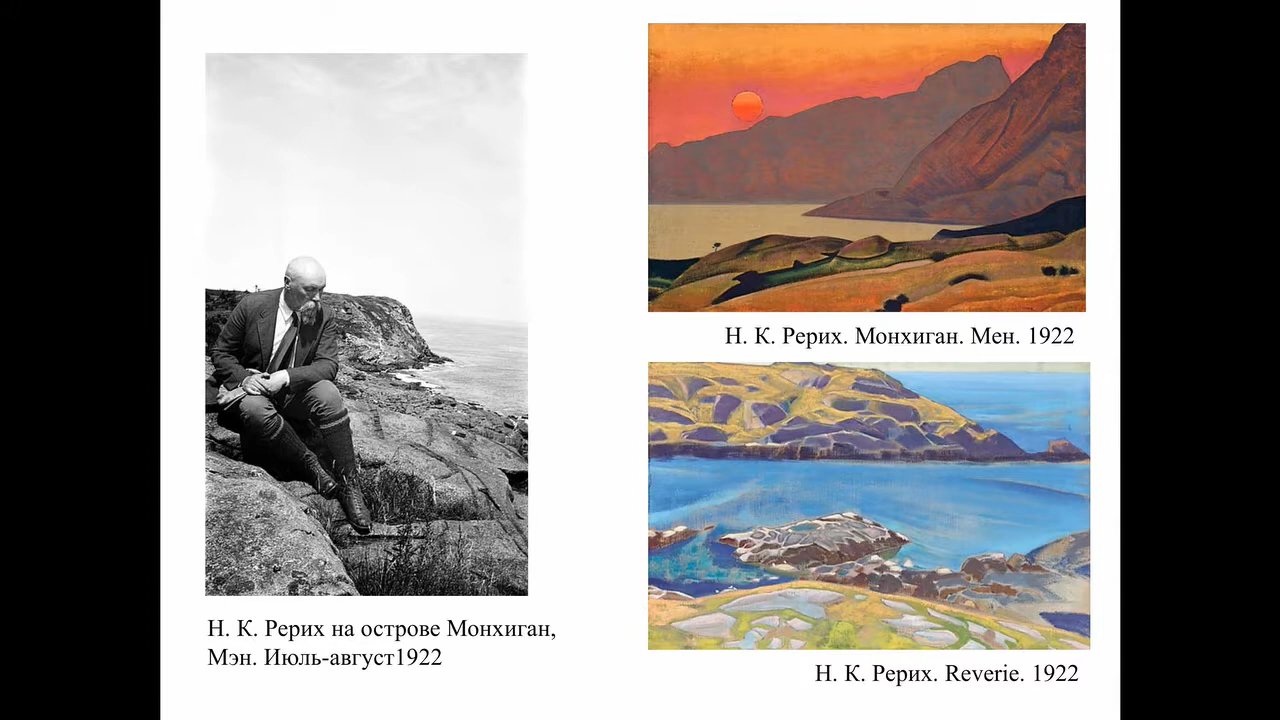 Н. К. Рерих. Монхиган. Мен. 1922
Н. К. Рерих на острове Монхиган,
Мэн. Июль-август1922
Н. К. Рерих. Reverie. 1922